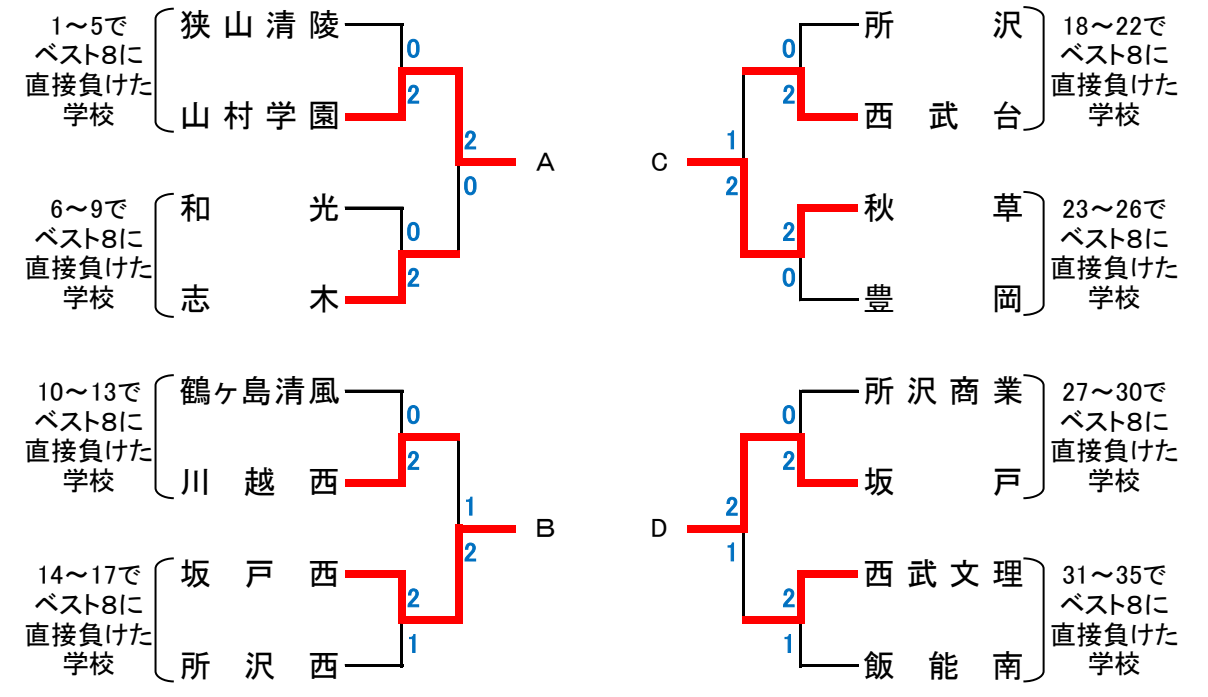 1～5で
ベスト8に
直接負けた
学校
狭山清陵
0
2
山村学園
2
A
0
6～9で
ベスト8に
直接負けた
学校
和光
0
2
志木
10～13で
ベスト8に
直接負けた
学校
鶴ヶ島清風
0
2
川越西
1
B
2
14～17で
ベスト8に
直接負けた
学校
坂戸西
2
1
所沢西
所沢
0
2
西武台
18～22で
ベスト8に
直接負けた
学校
1
C
2
秋草
2
0
豊岡
23～26で
ベスト8に
直接負けた
学校
所沢商業
0
2
坂戸
27～30で
ベスト8に
直接負けた
学校
2
D
1
西武文理
2
1
飯能南
31～35で
ベスト8に
直接負けた
学校